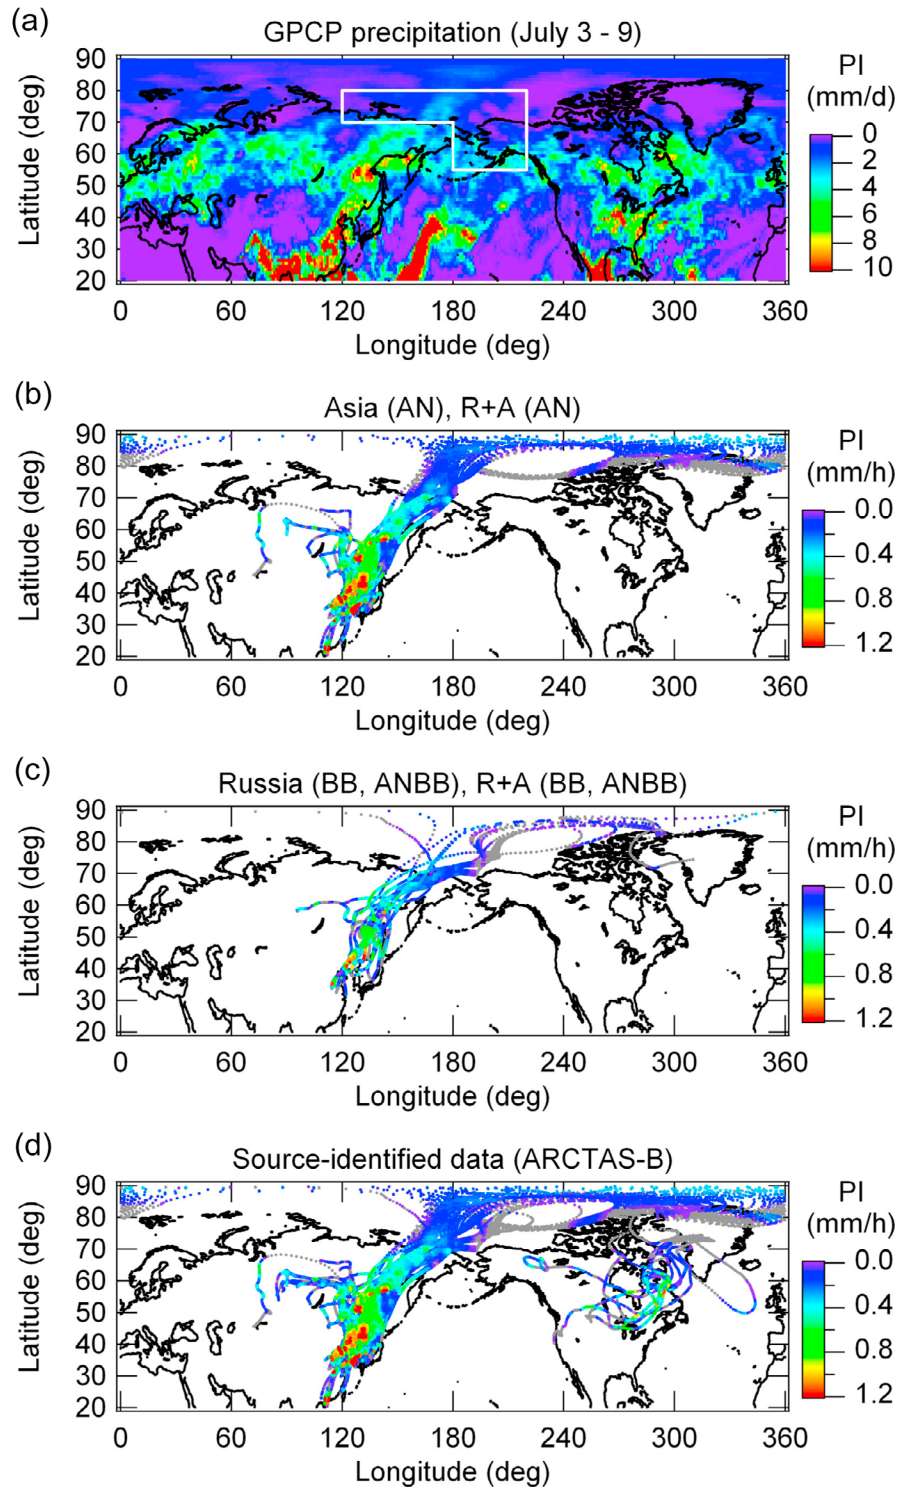 (a)
GPCP precipitation (July 3 - 9)
Latitude (deg)
90
80
70
60
50
40
30
20
0 60 120 180 240 300 360
Longitude (deg)
PI
(mm/d)
0
2
4
6
8
10
(b)
Asia (AN), R+A (AN)
Latitude (deg)
90
80
70
60
50
40
30
20
0 60 120 180 240 300 360
Longitude (deg)
PI
(mm/h)
0.0
0.4
0.8
1.2
(c)
Russia (BB, ANBB), R+A (BB, ANBB)
Latitude (deg)
90
80
70
60
50
40
30
20
0 60 120 180 240 300 360
Longitude (deg)
PI
(mm/h)
0.0
0.4
0.8
1.2
(d)
Source-identified data (ARCTAS-B)
Latitude (deg)
90
80
70
60
50
40
30
20
0 60 120 180 240 300 360
Longitude (deg)
PI
(mm/h)
0.0
0.4
0.8
1.2